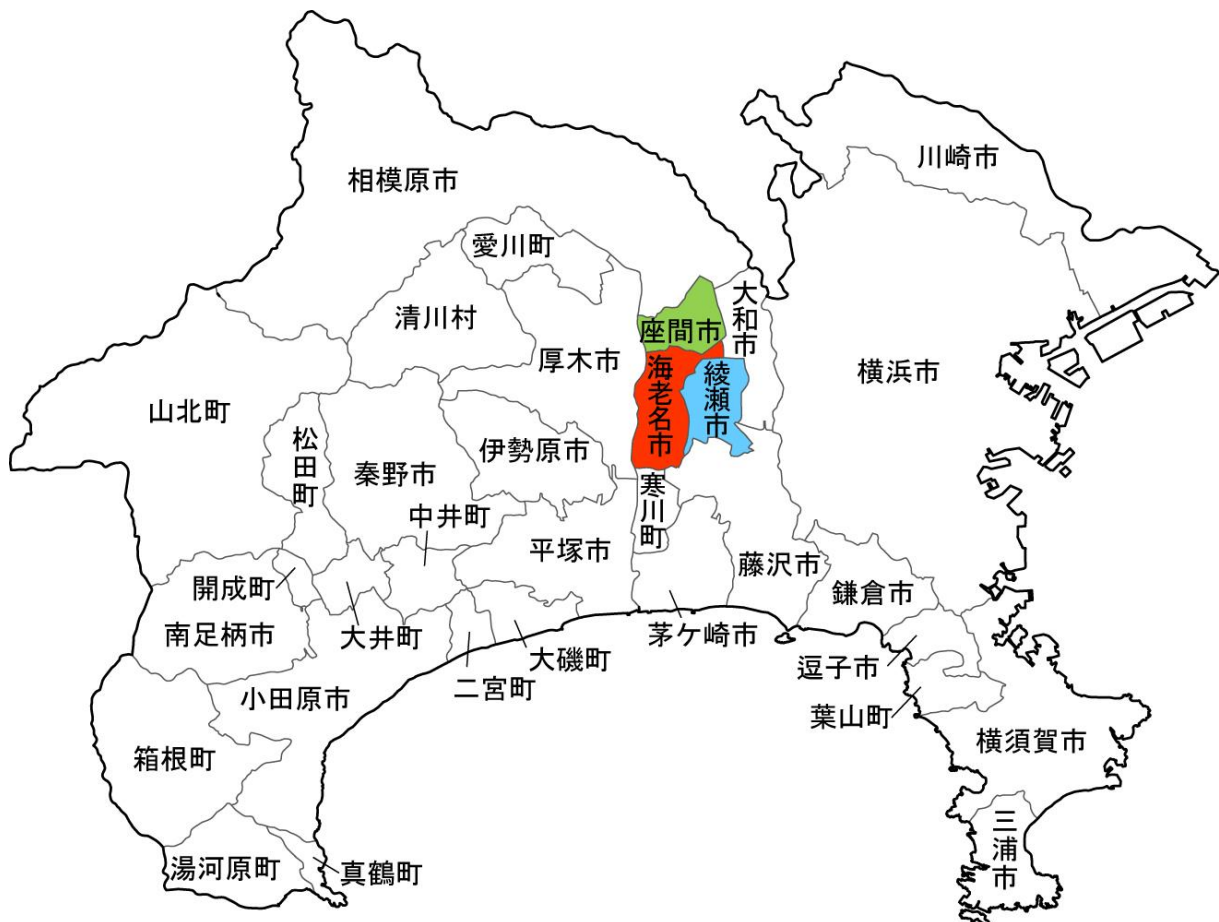 川崎市
相模原市
愛川町
大和市
清川村
座間市
厚木市
海老名市
綾瀬市
横浜市
山北町
松田町
伊勢原市
秦野市
寒川町
中井町
平塚市
藤沢市
開成町
鎌倉市
南足柄市
大井町
茅ケ崎市
大磯町
逗子市
二宮町
小田原市
葉山町
横須賀市
箱根町
三浦市
湯河原町
真鶴町